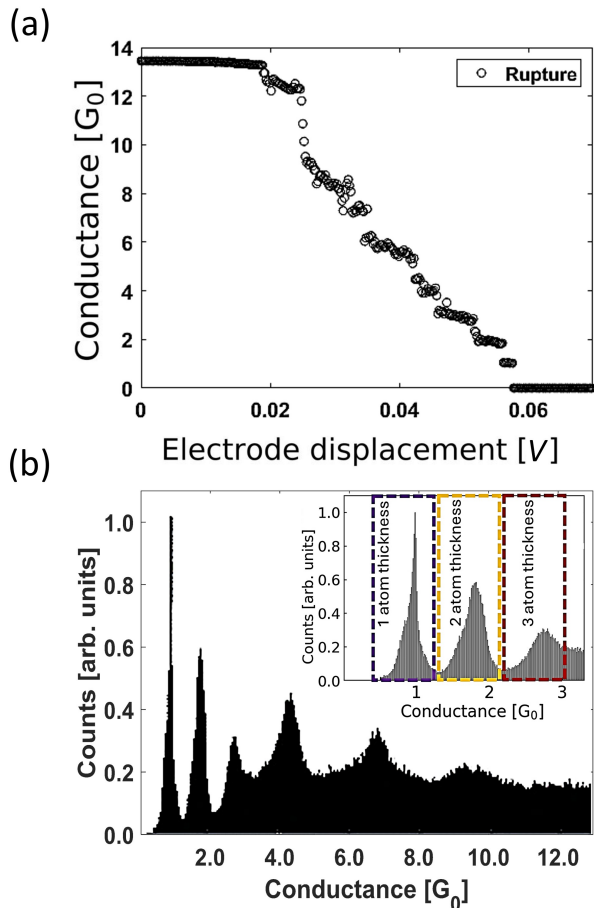 (a)
Conductance [G₀]
14
12
10
8
6
4
2
0
Rupture
0
0.02
0.04
0.06
Electrode displacement [V]
(b)
Counts [arb. units]
1.0
0.8
0.6
0.4
0.2
0.0
Counts [arb. units]
1.0
0.8
0.6
0.4
0.2
0.0
1 atom thickness
2 atom thickness
3 atom thickness
1
2
3
Conductance [G₀]
2.0
4.0
6.0
8.0
10.0
12.0
Conductance [G₀]